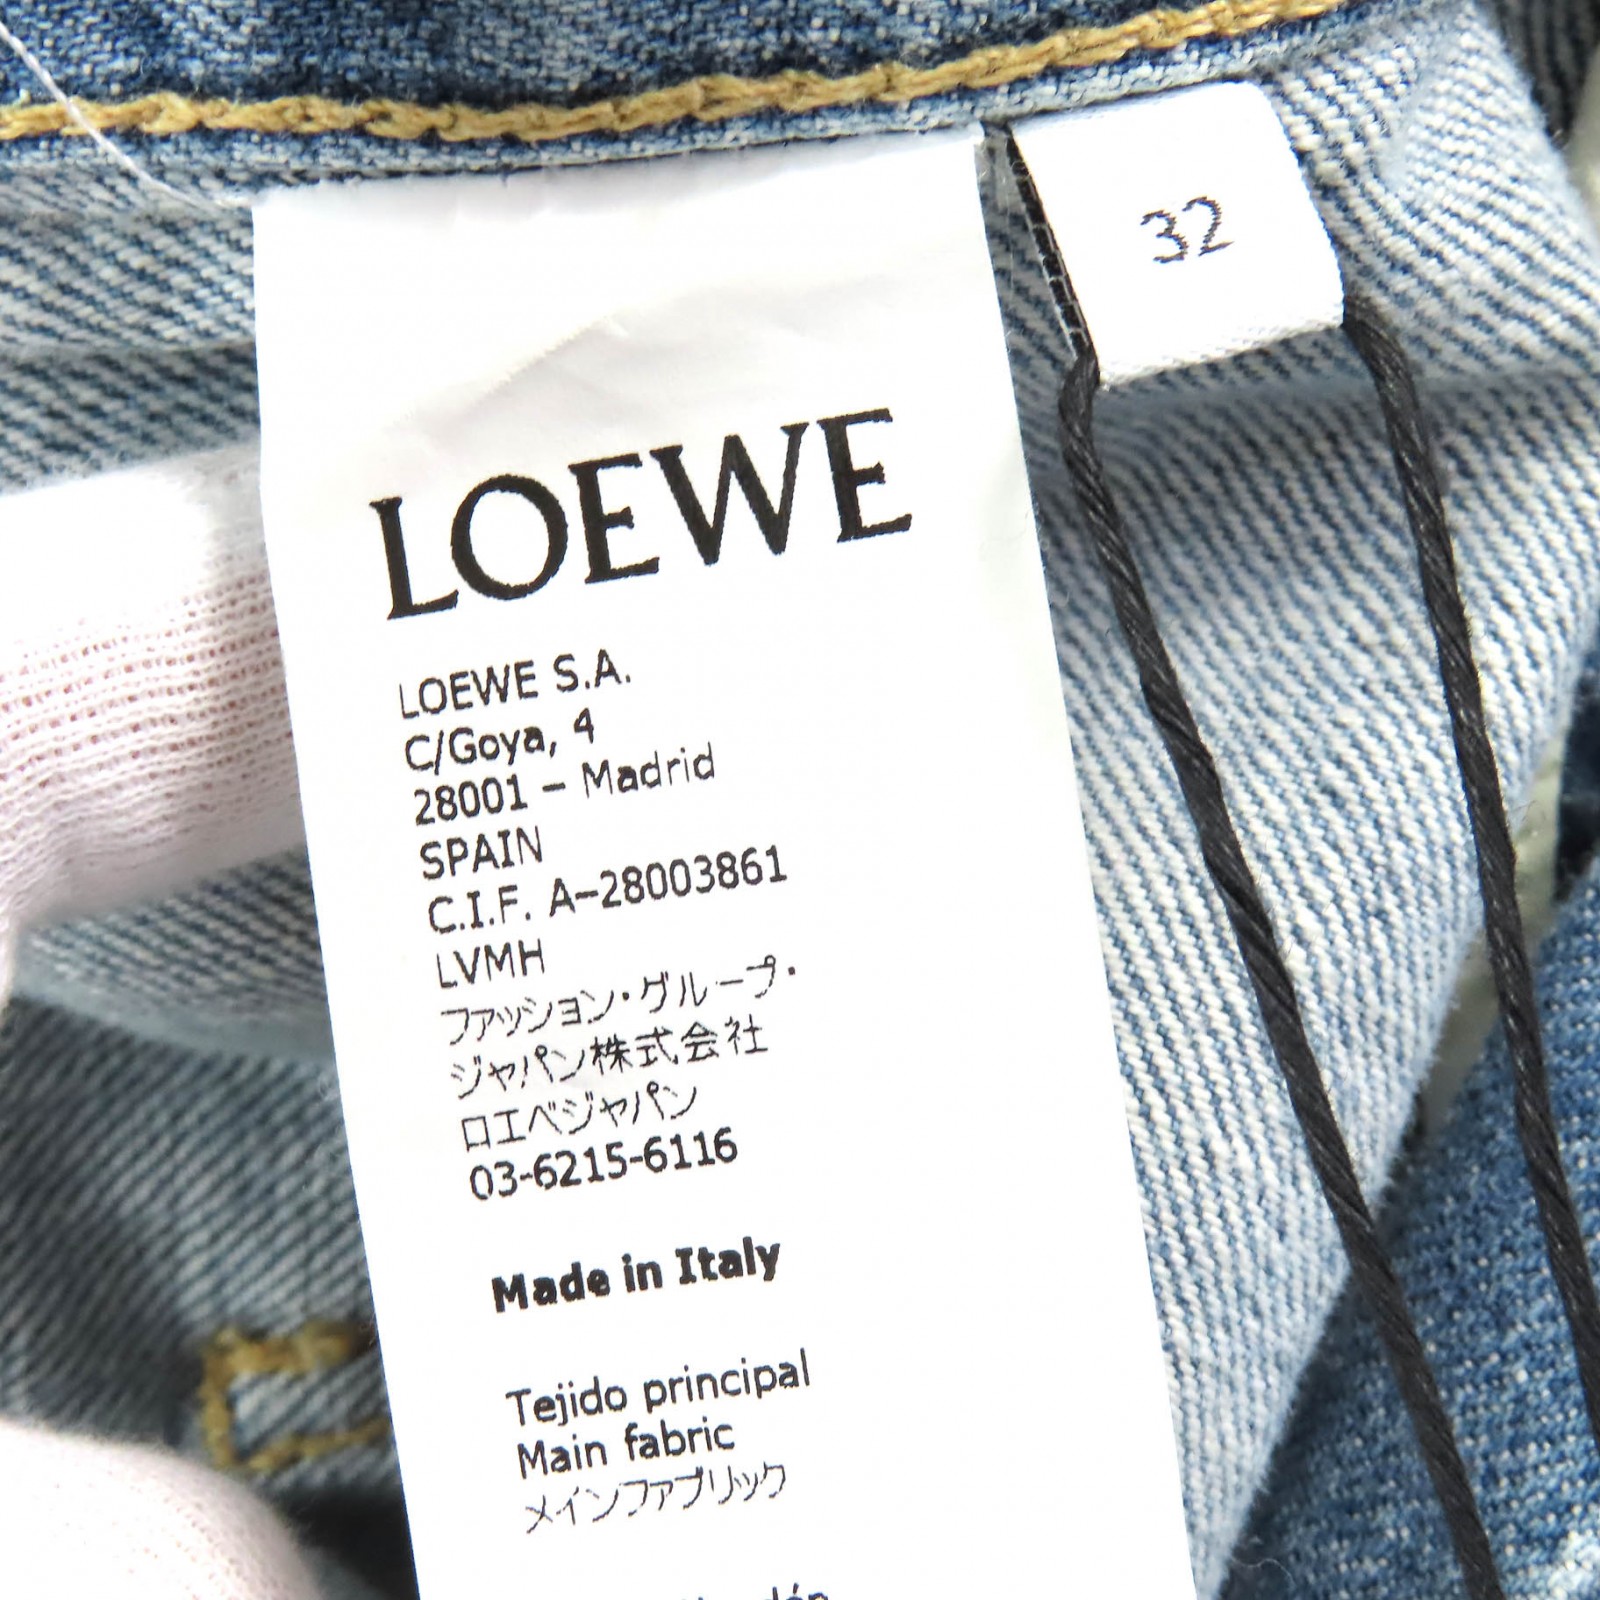 32
LOEWE
LOEWE S.A.
C/Goya, 4
28001 – Madrid
SPAIN
C.I.F. A–28003861
LVMH
ファッション・グループ・
ジャパン株式会社
ロエベジャパン
03-6215-6116
Made in Italy
Tejido principal
Main fabric
メインファブリック